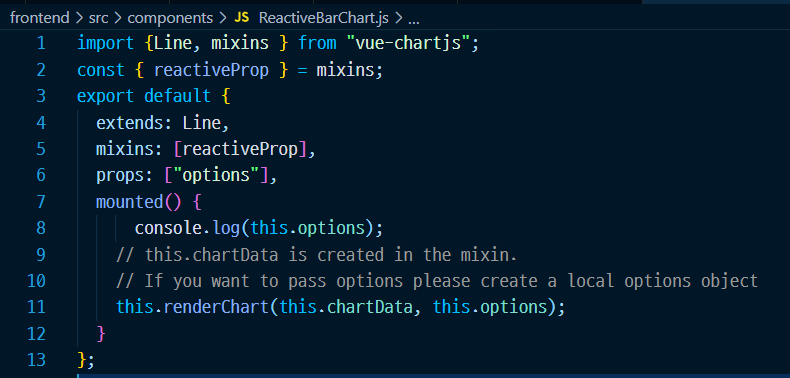 frontend > src > components > JS ReactiveBarChart.js > ...
1 import {Line, mixins } from "vue-chartjs";
2 const { reactiveProp } = mixins;
3 export default {
4   extends: Line,
5   mixins: [reactiveProp],
6   props: ["options"],
7   mounted() {
8       console.log(this.options);
9     // this.chartData is created in the mixin.
10     // If you want to pass options please create a local options object
11     this.renderChart(this.chartData, this.options);
12   }
13 };